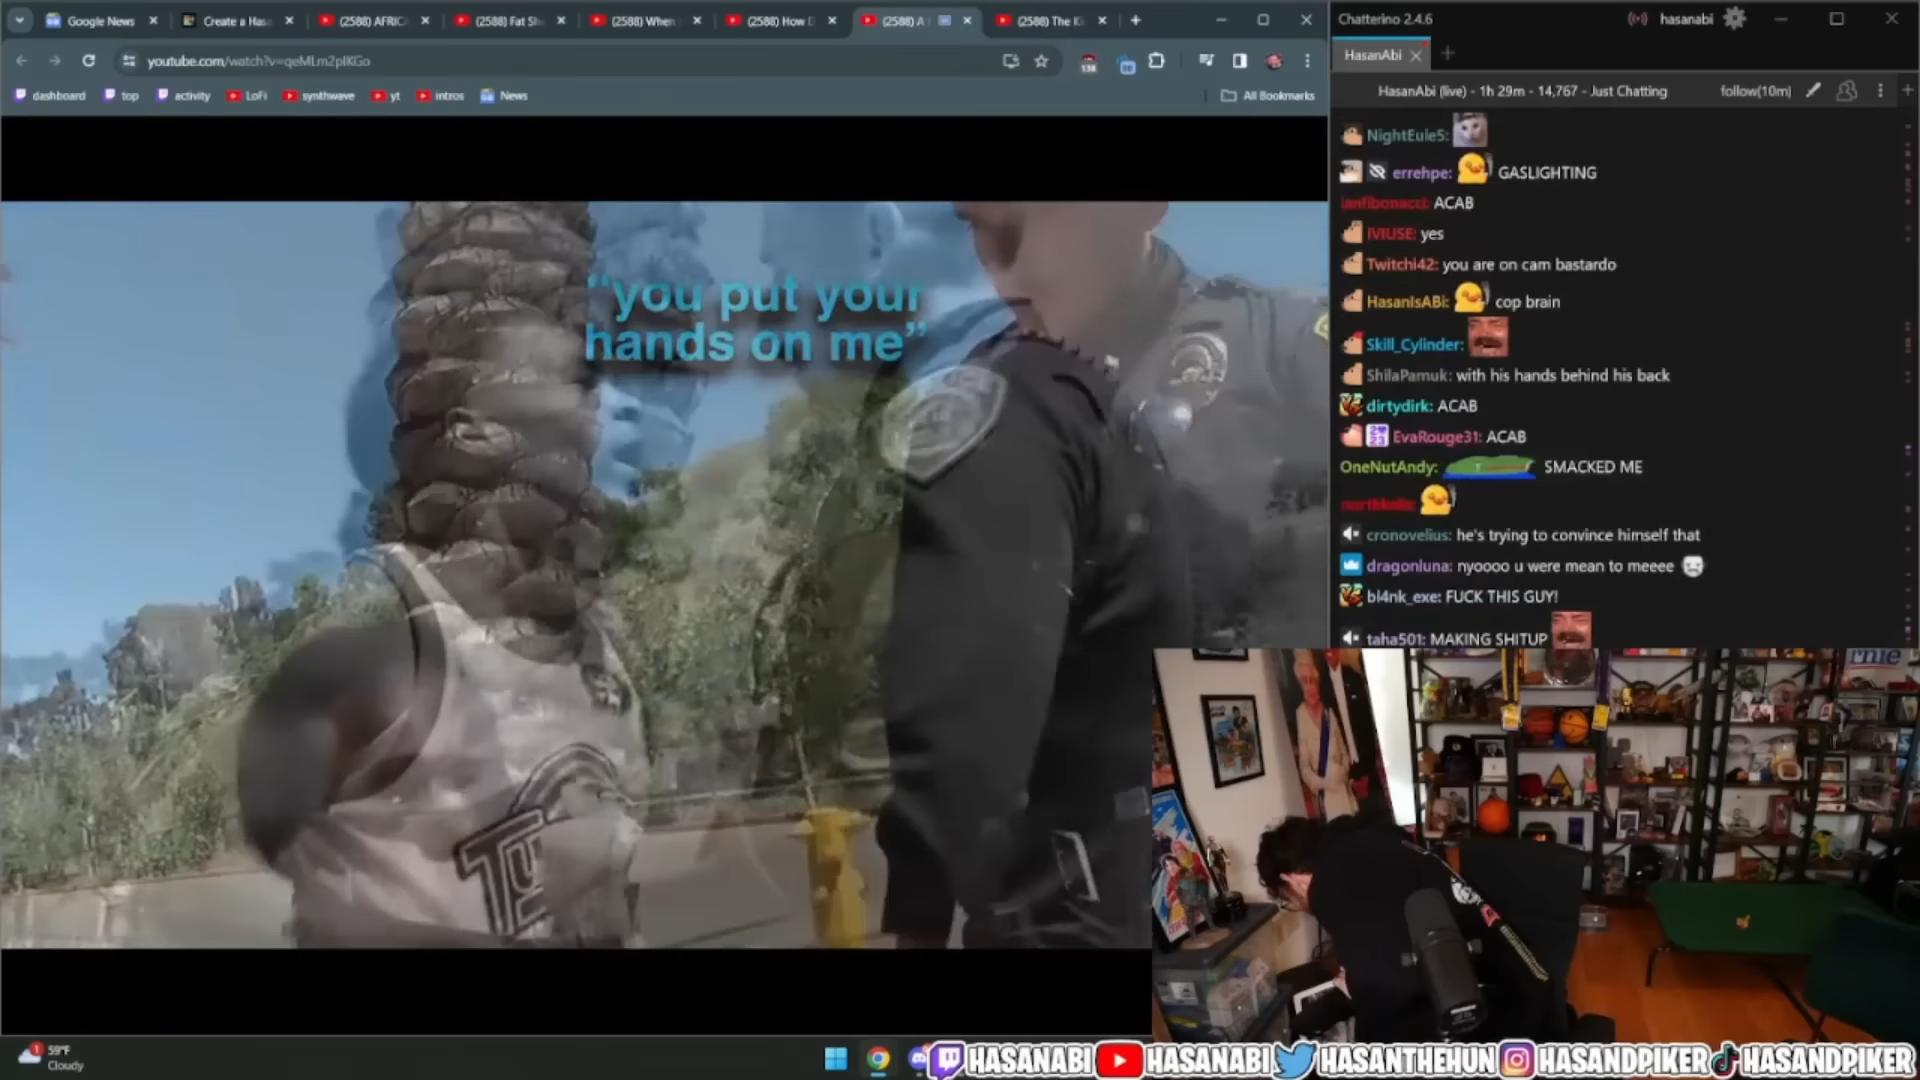 Google News
Create a Has
(2588) AFRIC
(2588) Fat Sh
(2588) When
(2588) How D
(2588) A
(2588) The K
youtube.com/watch?v=qeMLm2pIKGo
dashboard
top
activity
LoFi
synthwave
yt
intros
News
All Bookmarks
Chatterino 2.4.6
hasanabi
HasanAbi
HasanAbi (live) - 1h 29m - 14,767 - Just Chatting
follow(10m)
NightEule5:
errehpe: GASLIGHTING
ianfibonacci: ACAB
IVIUSE: yes
Twitchi42: you are on cam bastardo
HasanIsABi: cop brain
Skill_Cylinder:
ShilaPamuk: with his hands behind his back
dirtydirk: ACAB
EvaRouge31: ACAB
OneNutAndy: SMACKED ME
cronovelius: he's trying to convince himself that
dragonluna: nyoooo u were mean to meeee
bl4nk_exe: FUCK THIS GUY!
taha501: MAKING SHITUP
“you put your
hands on me”
59°F
Cloudy
HASANABI
HASANABI
HASANTHEHUN
HASANDPIKER
HASANDPIKER